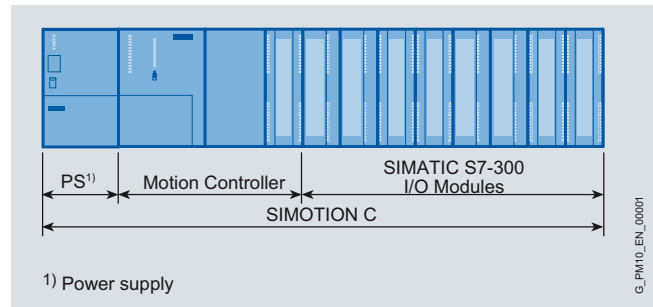 PS1)
Motion Controller
SIMATIC S7-300
I/O Modules
SIMOTION C
1) Power supply
G_PM10_EN_00001